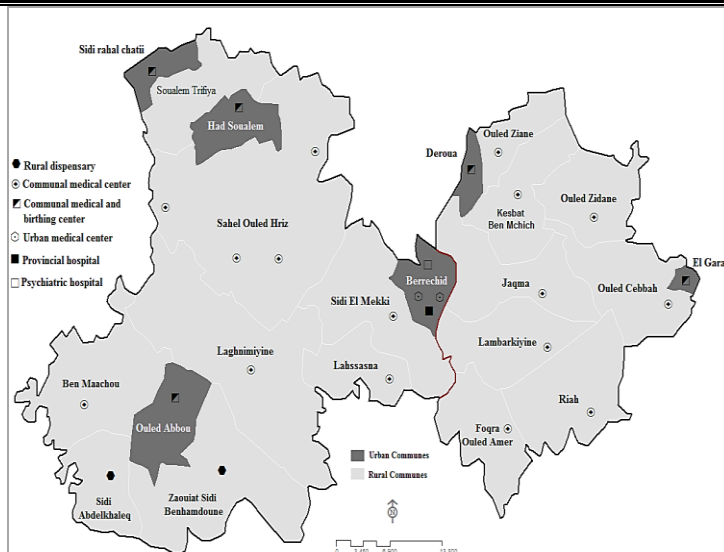 Sidi rahal chatii
Soualem Trifiya
Had Soualem
Ouled Ziane
Deroua
Rural dispensary
Communal medical center
Communal medical and
birthing center
Urban medical center
Provincial hospital
Psychiatric hospital
Ouled Zidane
Kesbat
Ben Mchich
Sahel Ouled Hriz
El Gara
Berrechid
Jaqma
Ouled Cebbah
Sidi El Mekki
Lambarkiyine
Laghnimiyine
Lahssasna
Ben Maachou
Riah
Ouled Abbou
Foqra
Ouled Amer
Urban Communes
Rural Communes
Sidi
Abdelkhaleq
Zaouiat Sidi
Benhamdoune
0